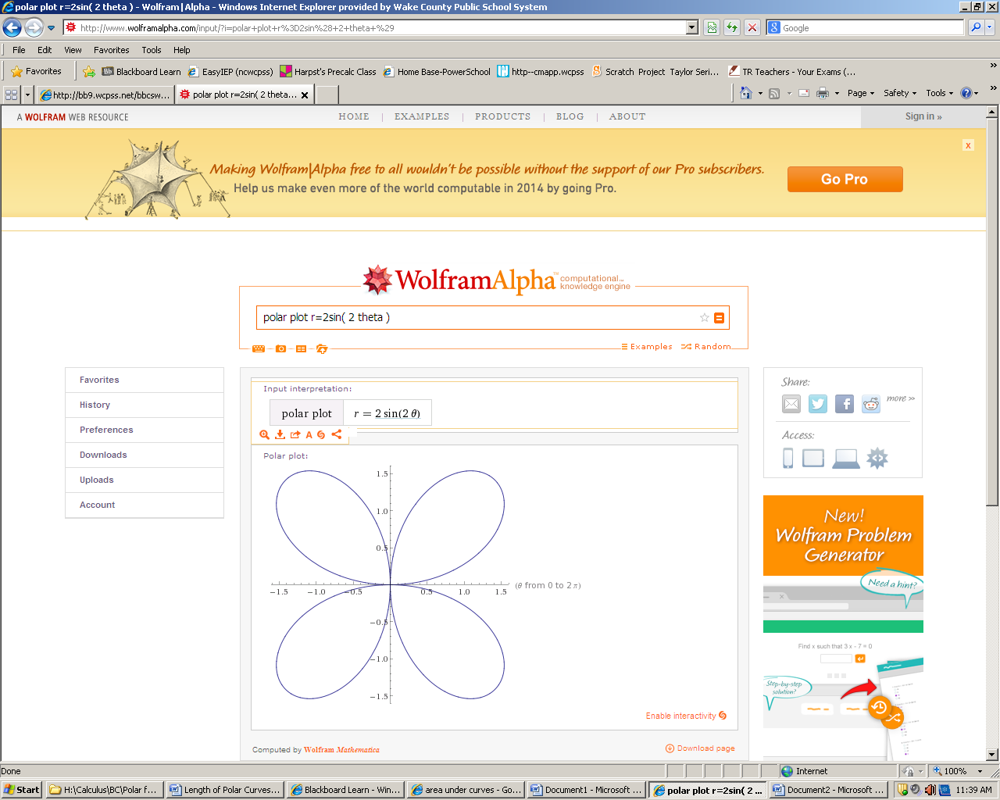 polar plot r=2sin( 2 theta ) - Wolfram|Alpha - Windows Internet Explorer provided by Wake County Public School System
http://www.wolframalpha.com/input/?i=polar+plot+r%3D2sin%28+2+theta+%29
Google
File Edit View Favorites Tools Help
Favorites Bb Blackboard Learn EasyIEP (ncwcpss) Harpst's Precalc Class Home Base-PowerSchool http--cmapp.wcpss Scratch Project Taylor Seri... TR Teachers - Your Exams (...
http://bb9.wcpss.net/bbcsw... polar plot r=2sin( 2 theta... Page Safety Tools
A WOLFRAM WEB RESOURCE HOME EXAMPLES PRODUCTS BLOG ABOUT Sign in »
Making Wolfram|Alpha free to all wouldn't be possible without the support of our Pro subscribers.
x
Help us make even more of the world computable in 2014 by going Pro.
Go Pro
WolframAlpha™ computational...
knowledge engine
polar plot r=2sin( 2 theta )
Examples Random
Favorites
History
Preferences
Downloads
Uploads
Account
Input interpretation:
polar plot r = 2 sin(2 θ)
A
Polar plot:
1.5
1.0
0.5
−1.5 −1.0 −0.5 0.5 1.0 1.5
(θ from 0 to 2 π)
−0.5
−1.0
−1.5
Enable interactivity
Computed by Wolfram Mathematica
Download page
Share:
more »
Access:
New!
Wolfram Problem
Generator
Need a hint?
Find x such that 3 x - 7 = 0
Step-by-step
solution?
Done Internet 100%
Start H:\Calculus\BC\Polar f... Length of Polar Curves... Blackboard Learn - Win... area under curves - Go... Document1 - Microsoft ... polar plot r=2sin( 2 ... Document2 - Microsoft ... 11:39 AM